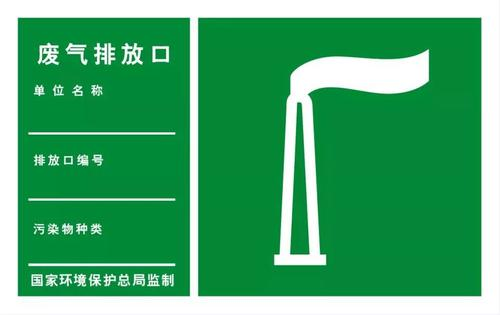 废气排放口
单位名称
排放口编号
污染物种类
国家环境保护总局监制